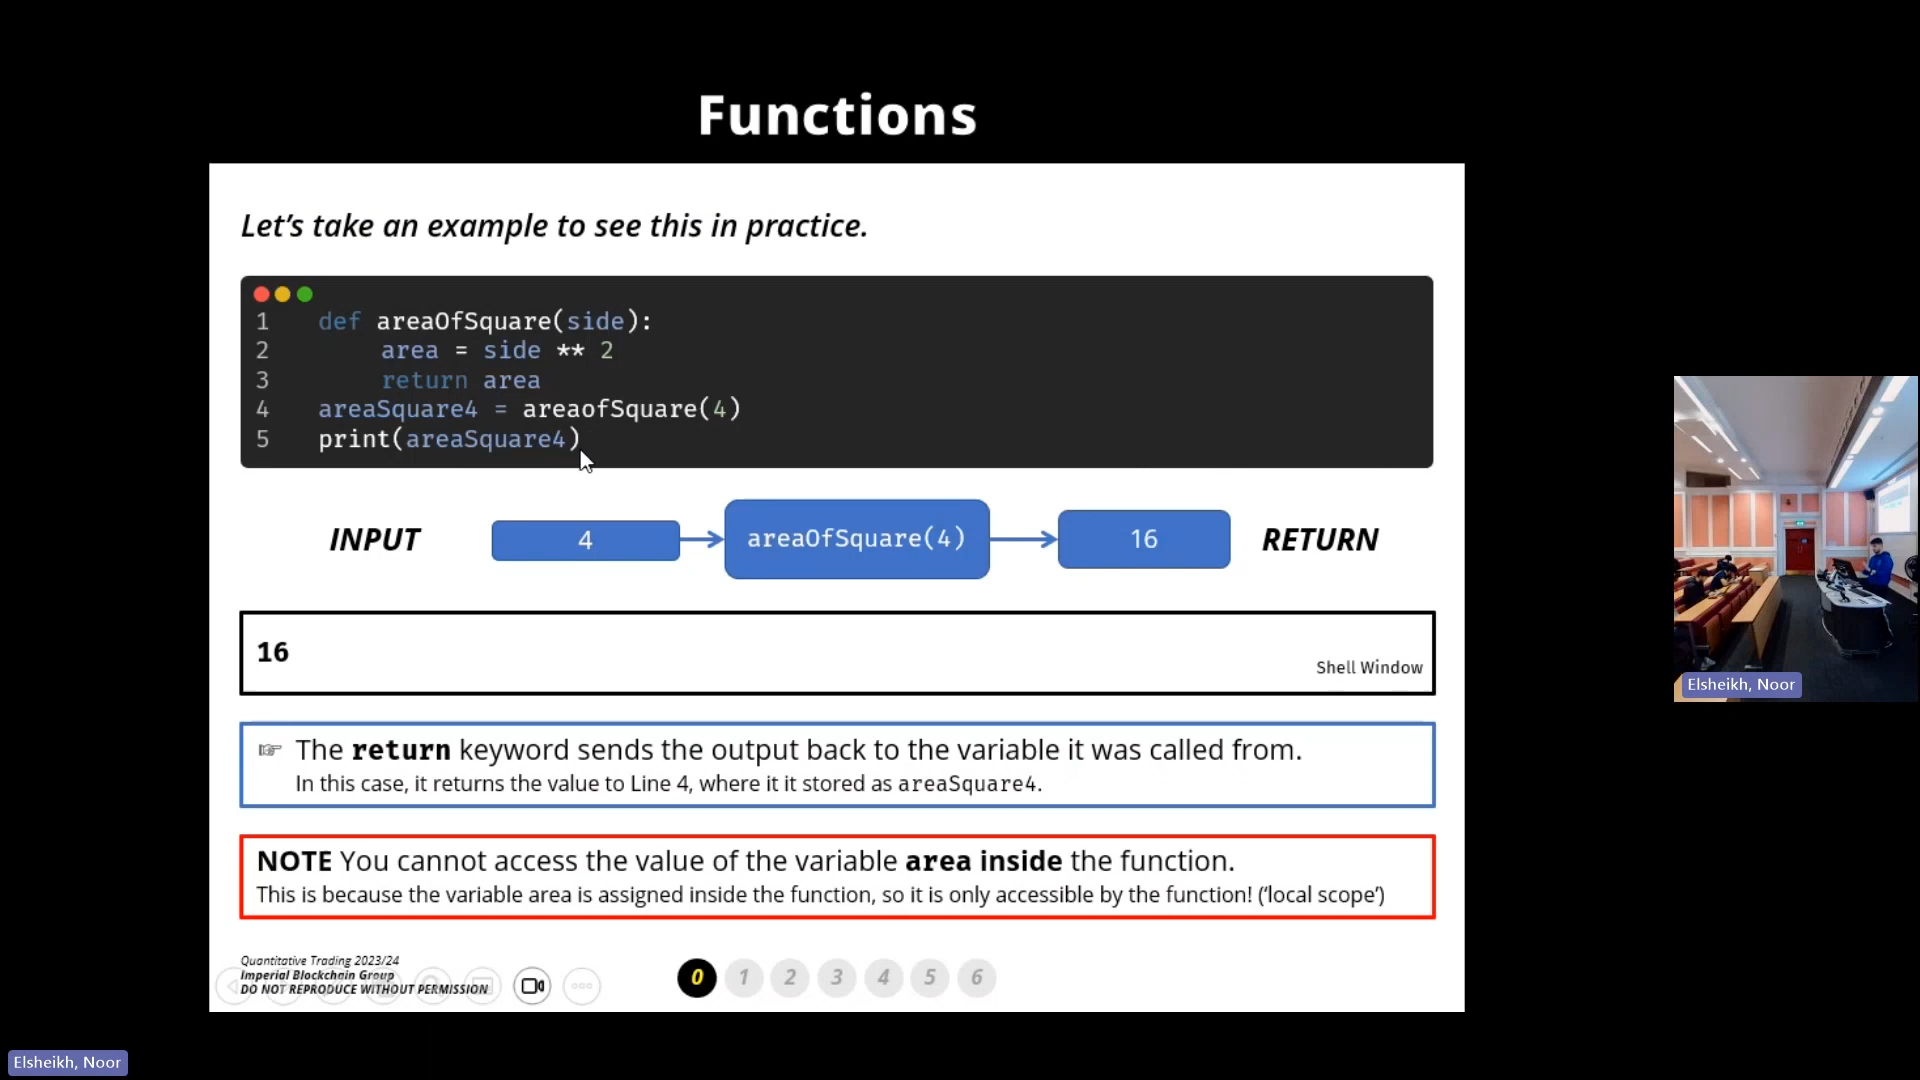 Functions
Let's take an example to see this in practice.
1 def areaOfSquare(side):
2 area = side ** 2
3 return area
4 areaSquare4 = areaofSquare(4)
5 print(areaSquare4)
INPUT 4 areaOfSquare(4) 16 RETURN
16
Shell Window
☞ The return keyword sends the output back to the variable it was called from.
In this case, it returns the value to Line 4, where it it stored as areaSquare4.
NOTE You cannot access the value of the variable area inside the function.
This is because the variable area is assigned inside the function, so it is only accessible by the function! ('local scope')
Quantitative Trading 2023/24
Imperial Blockchain Group
DO NOT REPRODUCE WITHOUT PERMISSION
0 1 2 3 4 5 6
Elsheikh, Noor
Elsheikh, Noor